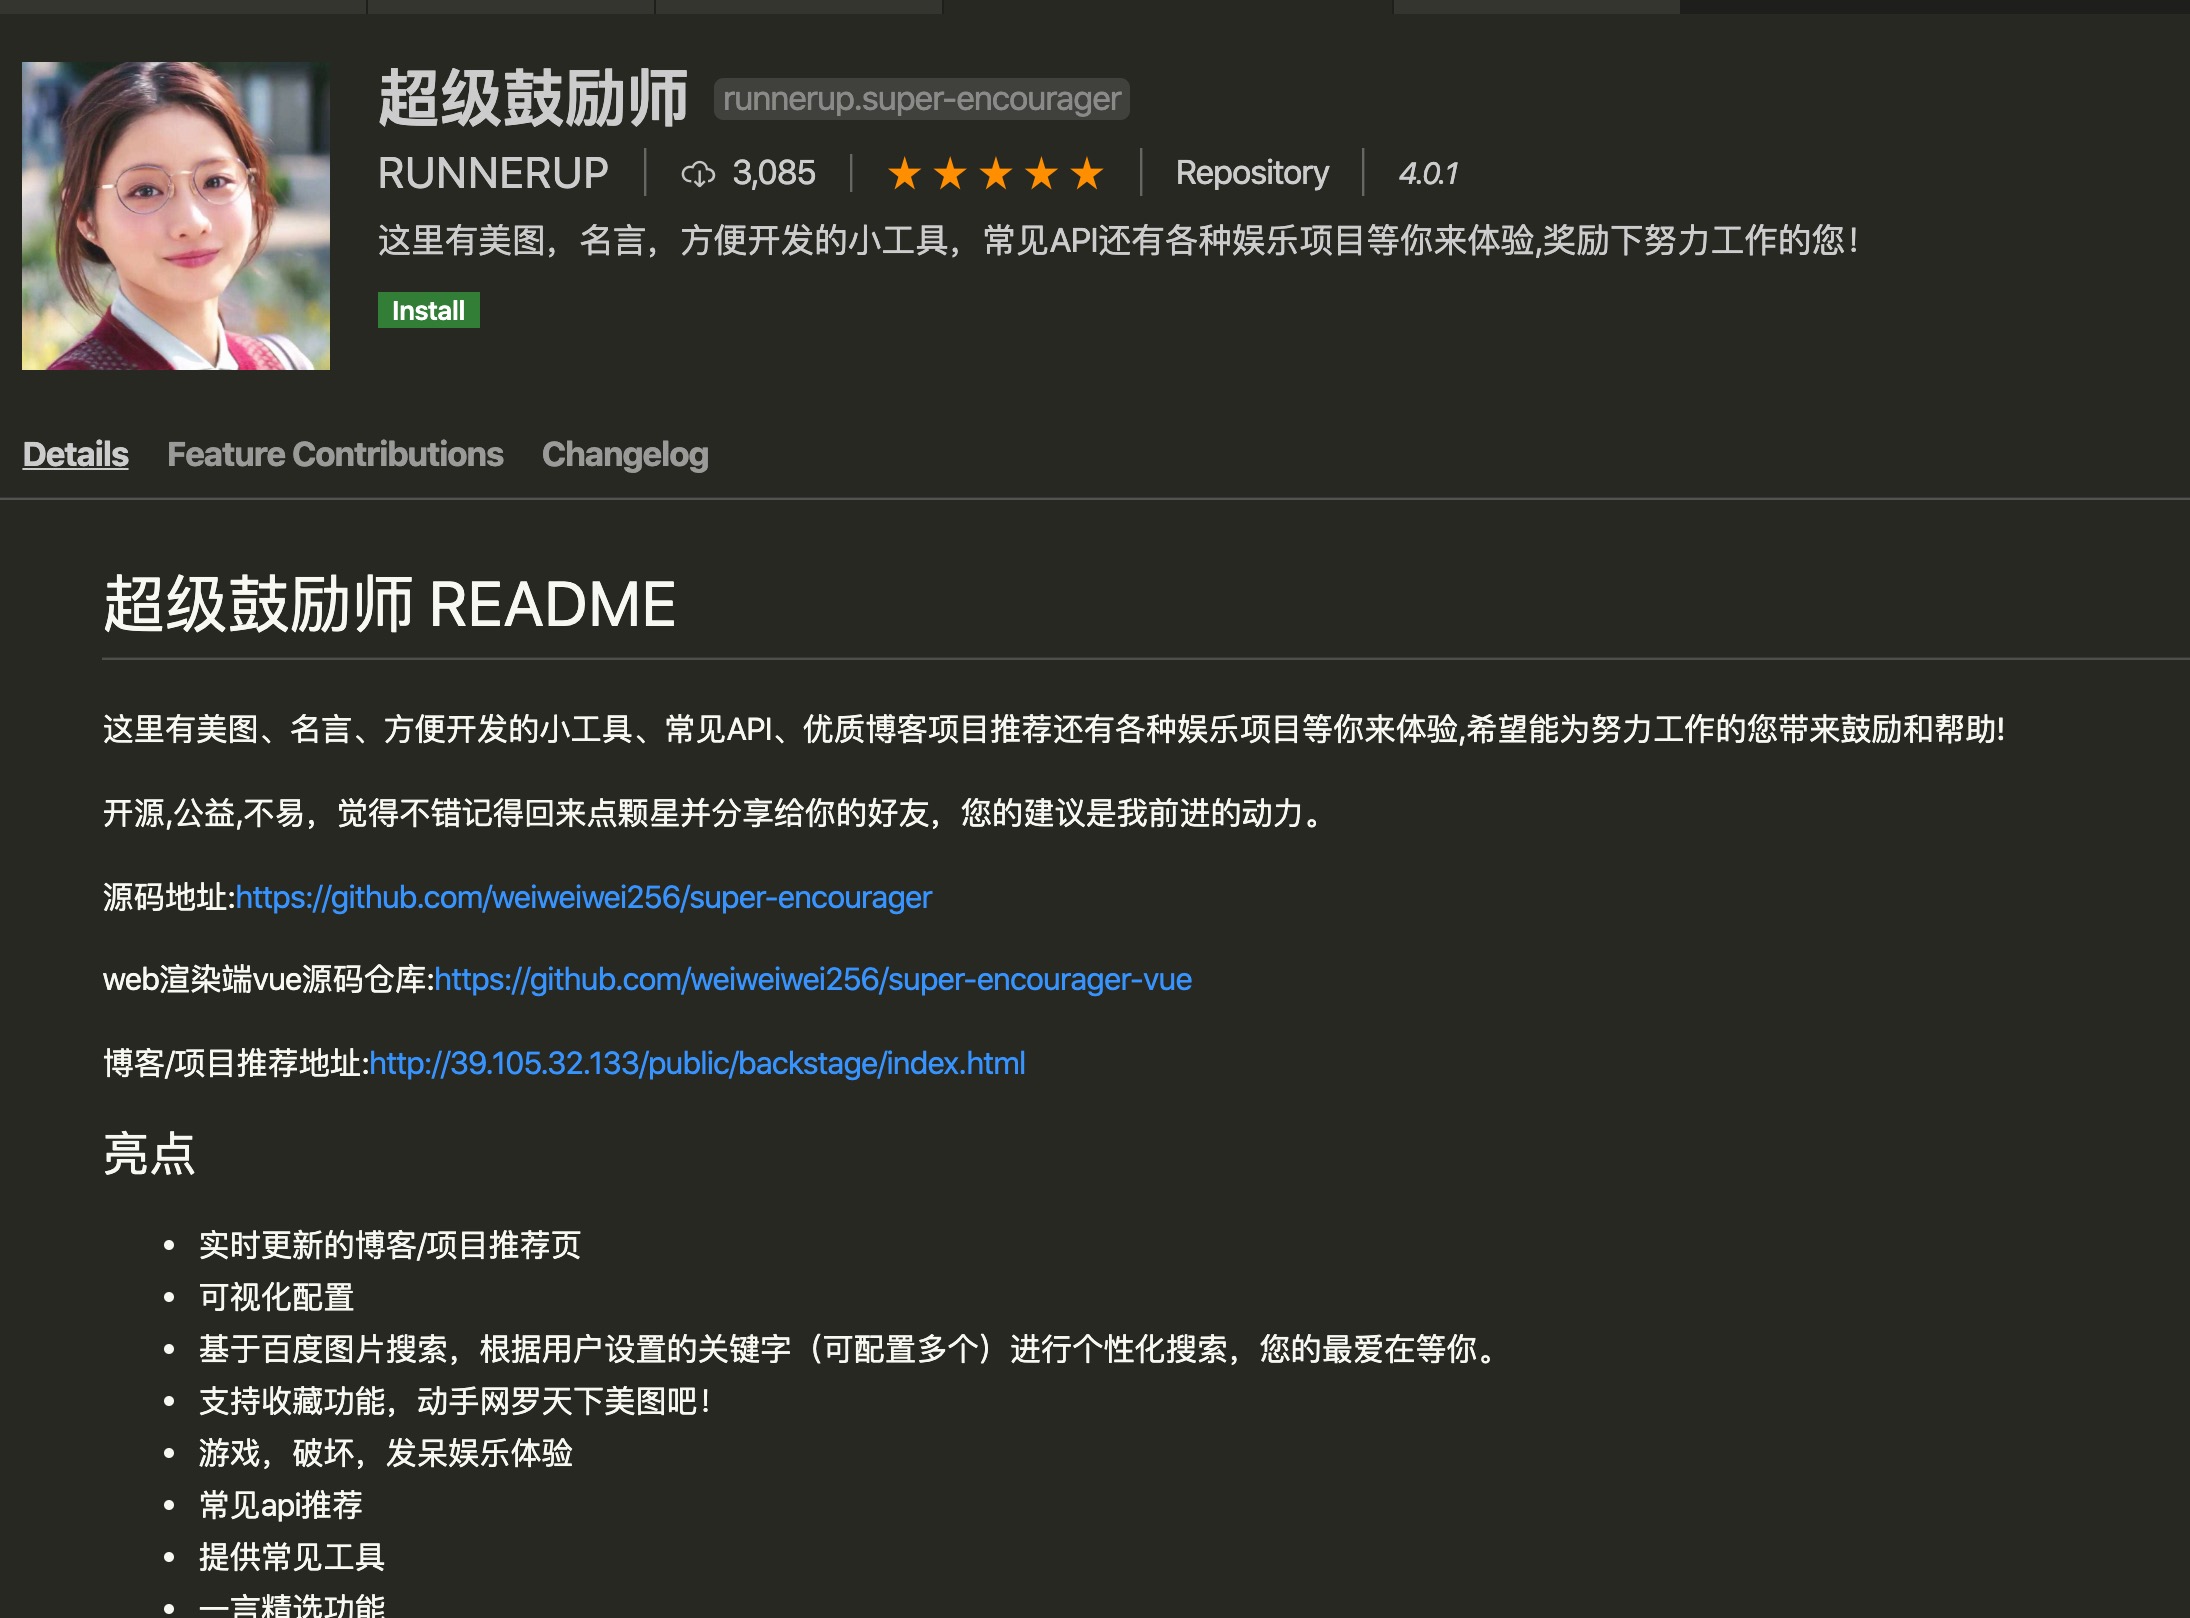 超级鼓励师 runnerup.super-encourager
RUNNERUP 3,085 ★★★★★ Repository 4.0.1
这里有美图，名言，方便开发的小工具，常见API还有各种娱乐项目等你来体验,奖励下努力工作的您！
Install
Details Feature Contributions Changelog
超级鼓励师 README
这里有美图、名言、方便开发的小工具、常见API、优质博客项目推荐还有各种娱乐项目等你来体验,希望能为努力工作的您带来鼓励和帮助!
开源,公益,不易，觉得不错记得回来点颗星并分享给你的好友，您的建议是我前进的动力。
源码地址:https://github.com/weiweiwei256/super-encourager
web渲染端vue源码仓库:https://github.com/weiweiwei256/super-encourager-vue
博客/项目推荐地址:http://39.105.32.133/public/backstage/index.html
亮点
• 实时更新的博客/项目推荐页
• 可视化配置
• 基于百度图片搜索，根据用户设置的关键字（可配置多个）进行个性化搜索，您的最爱在等你。
• 支持收藏功能，动手网罗天下美图吧！
• 游戏，破坏，发呆娱乐体验
• 常见api推荐
• 提供常见工具
• 一言精选功能